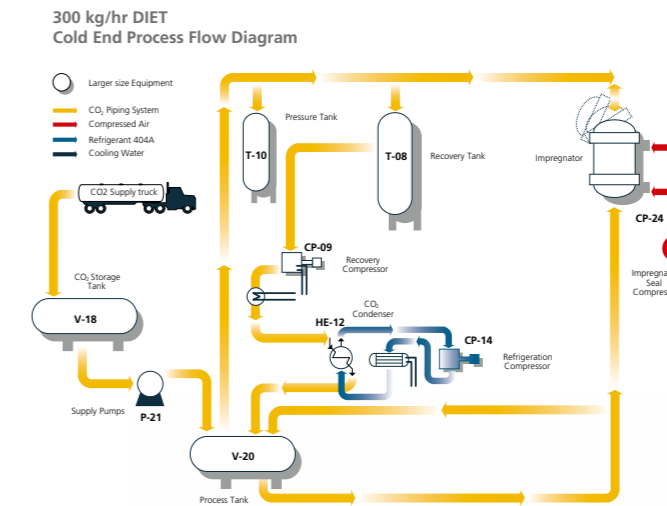 300 kg/hr DIET
Cold End Process Flow Diagram
Larger size Equipment
CO₂ Piping System
Compressed Air
Refrigerant 404A
Cooling Water
CO2 Supply truck
CO₂ Storage
Tank
V-18
Supply Pumps
P-21
T-10
Pressure Tank
T-08
Recovery Tank
Impregnator
CP-24
Seal
CP-09
Recovery
Compressor
CO₂
Condenser
HE-12
CP-14
Refrigeration
Compressor
V-20
Process Tank